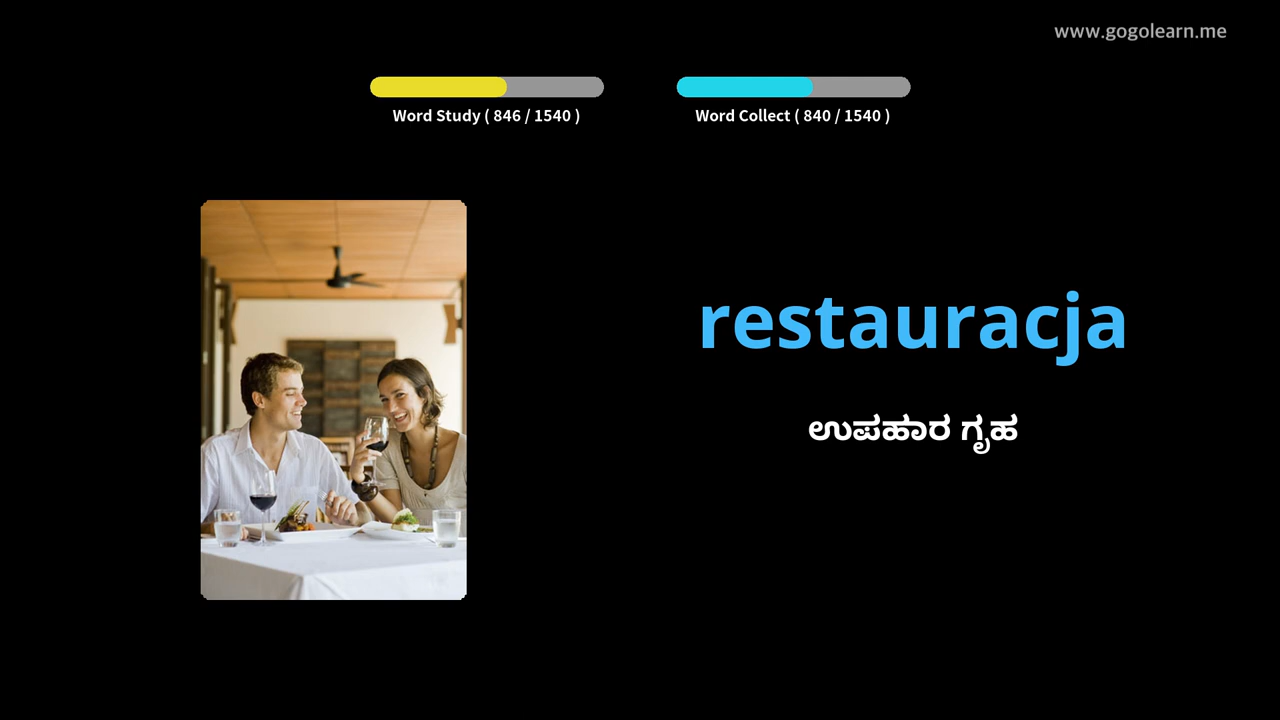 www.gogolearn.me
Word Study ( 846 / 1540 )
Word Collect ( 840 / 1540 )
restauracja
ಉಪಹಾರ ಗೃಹ